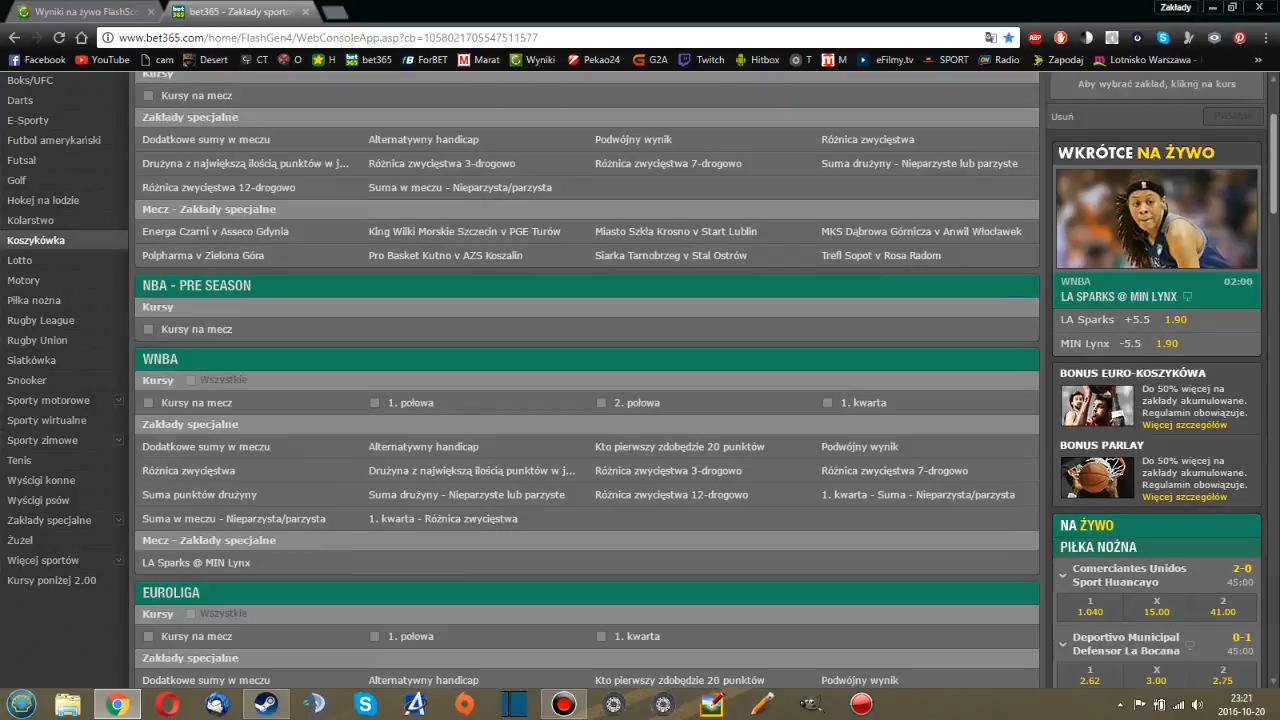 Wyniki na żywo FlashSco
bet365 - Zakłady sporto
Zakłady
www.bet365.com/home/FlashGen4/WebConsoleApp.asp?cb=1058021705547511577
Facebook
YouTube
cam
Desert
CT
O
H
bet365
ForBET
Marat
Wyniki
Pekao24
G2A
Twitch
Hitbox
T
M
eFilmy.tv
SPORT
Radio
Zapodaj
Lotnisko Warszawa -
Boks/UFC
Darts
E-Sporty
Futbol amerykański
Futsal
Golf
Hokej na lodzie
Kolarstwo
Koszykówka
Lotto
Motory
Piłka nożna
Rugby League
Rugby Union
Siatkówka
Snooker
Sporty motorowe
Sporty wirtualne
Sporty zimowe
Tenis
Wyścigi konne
Wyścigi psów
Zakłady specjalne
Żużel
Więcej sportów
Kursy poniżej 2.00
Kursy
Kursy na mecz
Zakłady specjalne
Dodatkowe sumy w meczu Alternatywny handicap Podwójny wynik Różnica zwycięstwa
Drużyna z największą ilością punktów w j... Różnica zwycięstwa 3-drogowo Różnica zwycięstwa 7-drogowo Suma drużyny - Nieparzyste lub parzyste
Różnica zwycięstwa 12-drogowo Suma w meczu - Nieparzysta/parzysta
Mecz - Zakłady specjalne
Energa Czarni v Asseco Gdynia King Wilki Morskie Szczecin v PGE Turów Miasto Szkła Krosno v Start Lublin MKS Dąbrowa Górnicza v Anwil Włocławek
Polpharma v Zielona Góra Pro Basket Kutno v AZS Koszalin Siarka Tarnobrzeg v Stal Ostrów Trefl Sopot v Rosa Radom
NBA - PRE SEASON
Kursy
Kursy na mecz
WNBA
Kursy Wszystkie
Kursy na mecz 1. połowa 2. połowa 1. kwarta
Zakłady specjalne
Dodatkowe sumy w meczu Alternatywny handicap Kto pierwszy zdobędzie 20 punktów Podwójny wynik
Różnica zwycięstwa Drużyna z największą ilością punktów w j... Różnica zwycięstwa 3-drogowo Różnica zwycięstwa 7-drogowo
Suma punktów drużyny Suma drużyny - Nieparzyste lub parzyste Różnica zwycięstwa 12-drogowo 1. kwarta - Suma - Nieparzysta/parzysta
Suma w meczu - Nieparzysta/parzysta 1. kwarta - Różnica zwycięstwa
Mecz - Zakłady specjalne
LA Sparks @ MIN Lynx
EUROLIGA
Kursy Wszystkie
Kursy na mecz 1. połowa 1. kwarta
Zakłady specjalne
Dodatkowe sumy w meczu Alternatywny handicap Kto pierwszy zdobędzie 20 punktów Podwójny wynik
Aby wybrać zakład, kliknij na kurs
Usuń
WKRÓTCE NA ŻYWO
WNBA 02:00
LA SPARKS @ MIN LYNX
LA Sparks +5.5 1.90
MIN Lynx -5.5 1.90
BONUS EURO-KOSZYKÓWKA
Do 50% więcej na
zakłady akumulowane.
Regulamin obowiązuje.
Więcej szczegółów
BONUS PARLAY
Do 50% więcej na
zakłady akumulowane.
Regulamin obowiązuje.
Więcej szczegółów
NA ŻYWO
PIŁKA NOŻNA
Comerciantes Unidos 2-0
Sport Huancayo 45:00
1 X 2
1.040 15.00 41.00
Deportivo Municipal 0-1
Defensor La Bocana 45:00
1 X 2
2.62 3.00 2.75
23:21
2016-10-20